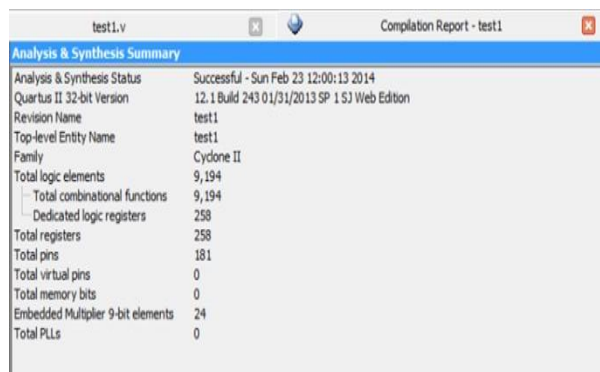 test1.v Compilation Report - test1
Analysis & Synthesis Summary
Analysis & Synthesis Status Successful - Sun Feb 23 12:00:13 2014
Quartus II 32-bit Version 12.1 Build 243 01/31/2013 SP 1 SJ Web Edition
Revision Name test1
Top-level Entity Name test1
Family Cyclone II
Total logic elements 9,194
Total combinational functions 9,194
Dedicated logic registers 258
Total registers 258
Total pins 181
Total virtual pins 0
Total memory bits 0
Embedded Multiplier 9-bit elements 24
Total PLLs 0